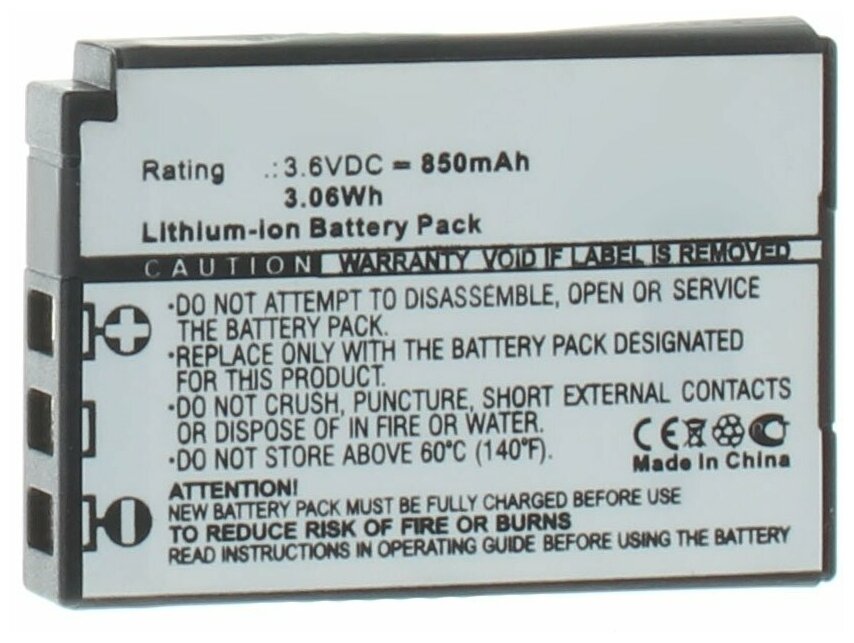 Rating .: 3.6VDC = 850mAh
3.06Wh
Lithium-ion Battery Pack
CAUTION WARRANTY VOID IF LABEL IS REMOVED
•DO NOT ATTEMPT TO DISASSEMBLE, OPEN OR SERVICE
THE BATTERY PACK.
•REPLACE ONLY WITH THE BATTERY PACK DESIGNATED
FOR THIS PRODUCT.
•DO NOT CRUSH, PUNCTURE, SHORT EXTERNAL CONTACTS
OR DISPOSE OF IN FIRE OR WATER.
•DO NOT STORE ABOVE 60°C (140°F).
CE
Made in China
ATTENTION!
NEW BATTERY PACK MUST BE FULLY CHARGED BEFORE USE
TO REDUCE RISK OF FIRE OR BURNS
READ INSTRUCTIONS IN OPERATING GUIDE BEFORE USING THE BATTERY